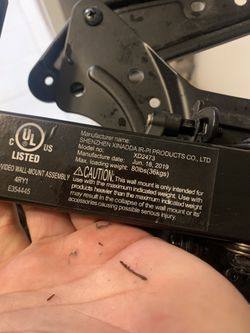 Manufacturer name:
SHENZHEN XINADDA IR-PI PRODUCTS CO., LTD
Model no: XD2473
Manufacture date: Jun. 18, 2019
Max. loading weight: 80lbs(36kgs)
C UL US
LISTED
VIDEO WALL-MOUNT ASSEMBLY
4RY1
E354445
CAUTION: This wall mount is only intended for
use with the maximum indicated weight. Use with
products heavier than the maximum indicated weight
may result in the collapse of the wall mount or its
accessories causing possible serious injury.